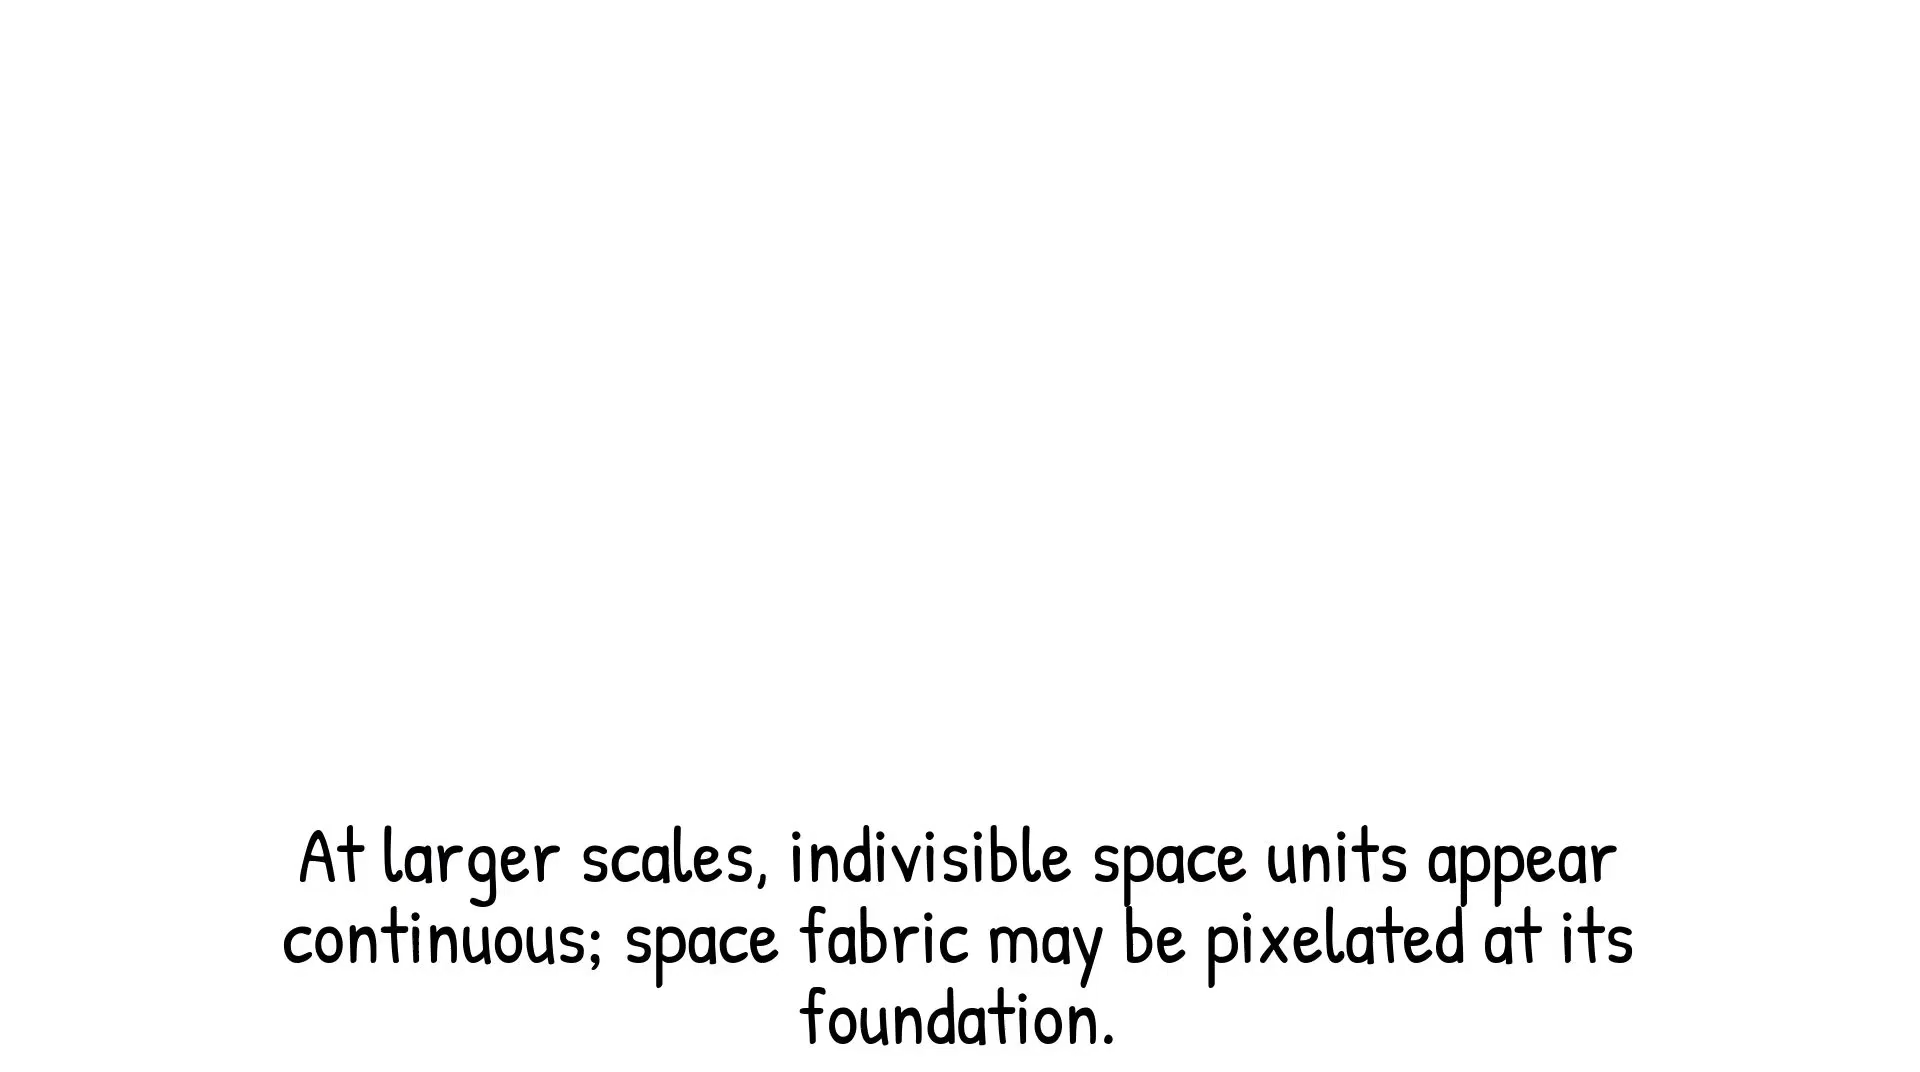 At larger scales, indivisible space units appear
continuous; space fabric may be pixelated at its
foundation.